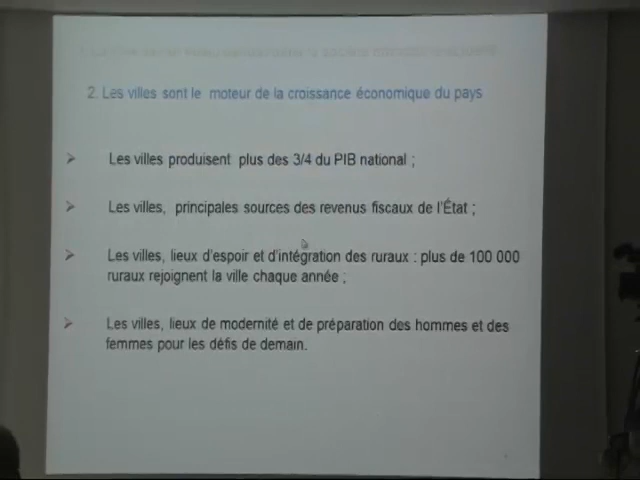 2. Les villes sont le moteur de la croissance économique du pays
Les villes produisent plus des 3/4 du PIB national ;
Les villes, principales sources des revenus fiscaux de l'État ;
Les villes, lieux d'espoir et d'intégration des ruraux : plus de 100 000
ruraux rejoignent la ville chaque année ;
Les villes, lieux de modernité et de préparation des hommes et des
femmes pour les défis de demain.